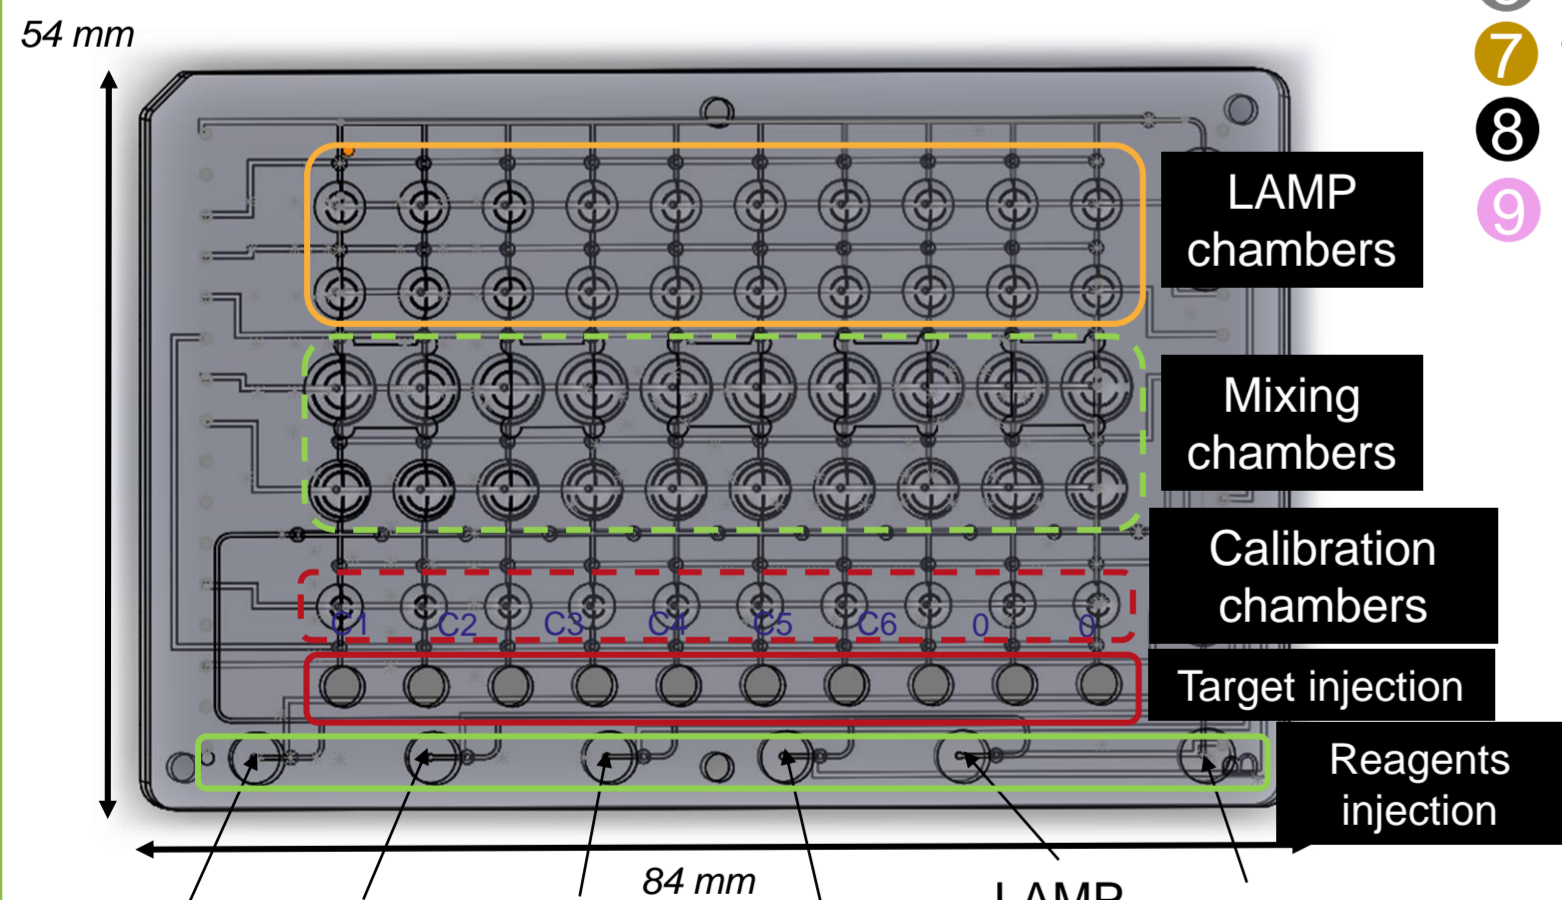 54 mm
7
8
9
LAMP
chambers
Mixing
chambers
Calibration
chambers
C1 C2 C3 C4 C5 C6 0 0
Target injection
Reagents
injection
84 mm
LAMP